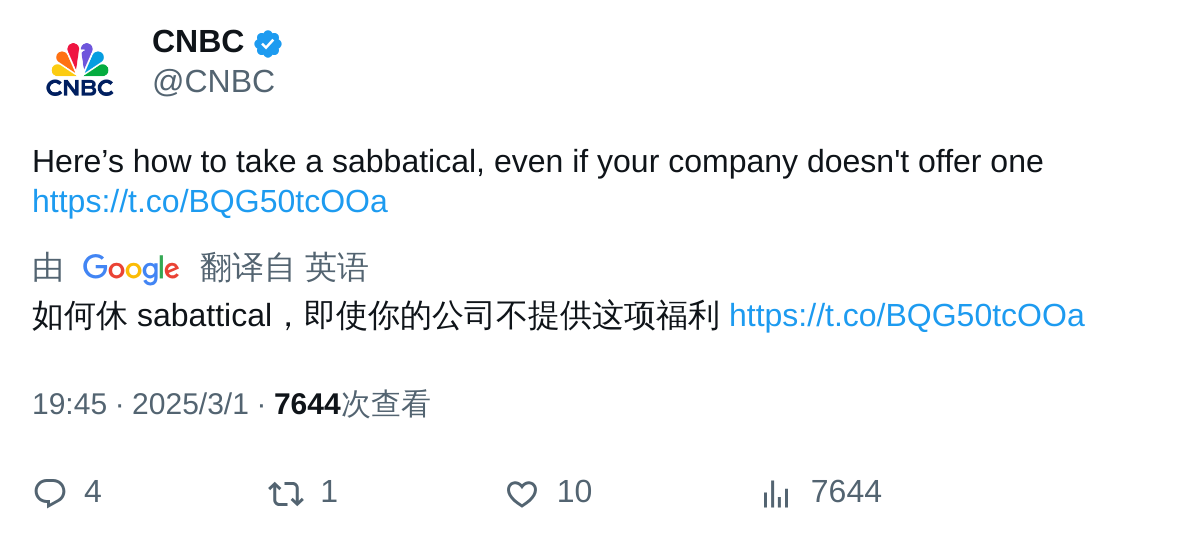 CNBC
CNBC
@CNBC
Here’s how to take a sabbatical, even if your company doesn't offer one
https://t.co/BQG50tcOOa
由 Google 翻译自 英语
如何休 sabattical，即使你的公司不提供这项福利 https://t.co/BQG50tcOOa
19:45 · 2025/3/1 · 7644次查看
4 1 10 7644